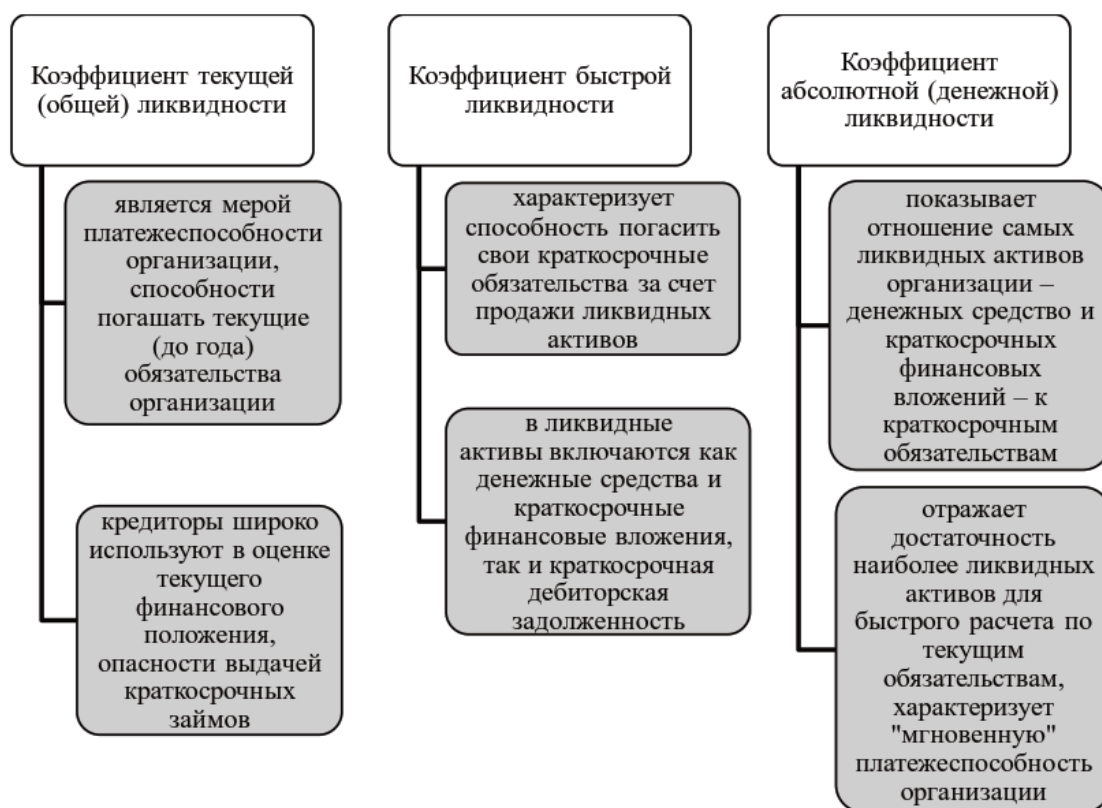 Коэффициент текущей
(общей) ликвидности
является мерой
платежеспособности
организации,
способности
погашать текущие
(до года)
обязательства
организации
кредиторы широко
используют в оценке
текущего
финансового
положения,
опасности выдачей
краткосрочных
займов
Коэффициент быстрой
ликвидности
характеризует
способность погасить
свои краткосрочные
обязательства за счет
продажи ликвидных
активов
в ликвидные
активы включаются как
денежные средства и
краткосрочные
финансовые вложения,
так и краткосрочная
дебиторская
задолженность
Коэффициент
абсолютной (денежной)
ликвидности
показывает
отношение самых
ликвидных активов
организации –
денежных средство и
краткосрочных
финансовых
вложений – к
краткосрочным
обязательствам
отражает
достаточность
наиболее ликвидных
активов для
быстрого расчета по
текущим
обязательствам,
характеризует
"мгновенную"
платежеспособность
организации